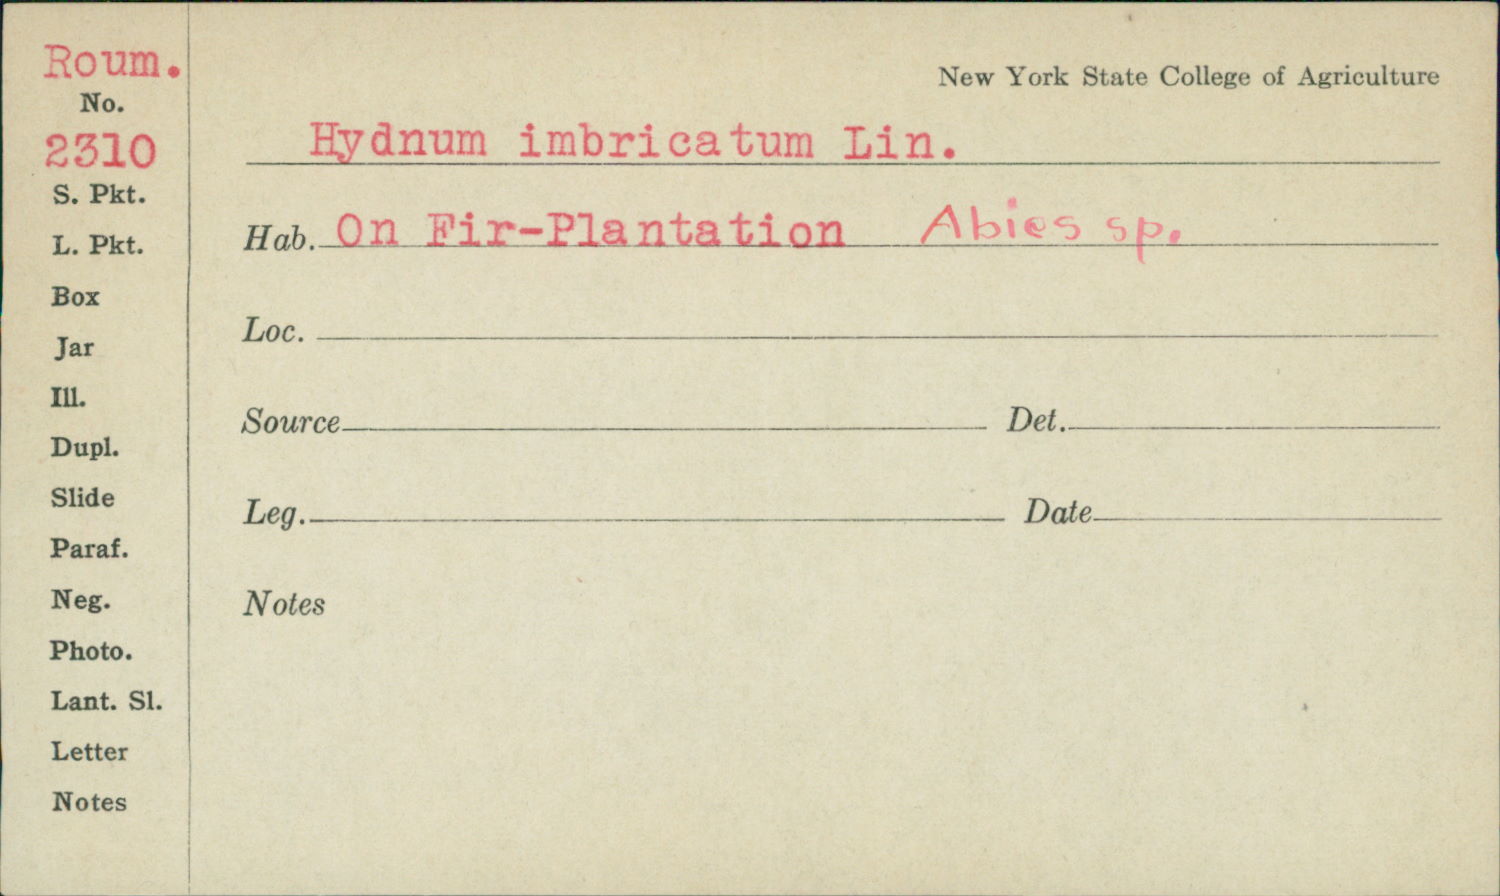 Roum.
No.
2310
S. Pkt.
L. Pkt.
Box
Jar
Ill.
Dupl.
Slide
Paraf.
Neg.
Photo.
Lant. Sl.
Letter
Notes
New York State College of Agriculture
Hydnum imbricatum Lin.
Hab. On Fir-Plantation Abies sp.
Loc.
Source Det.
Leg. Date
Notes